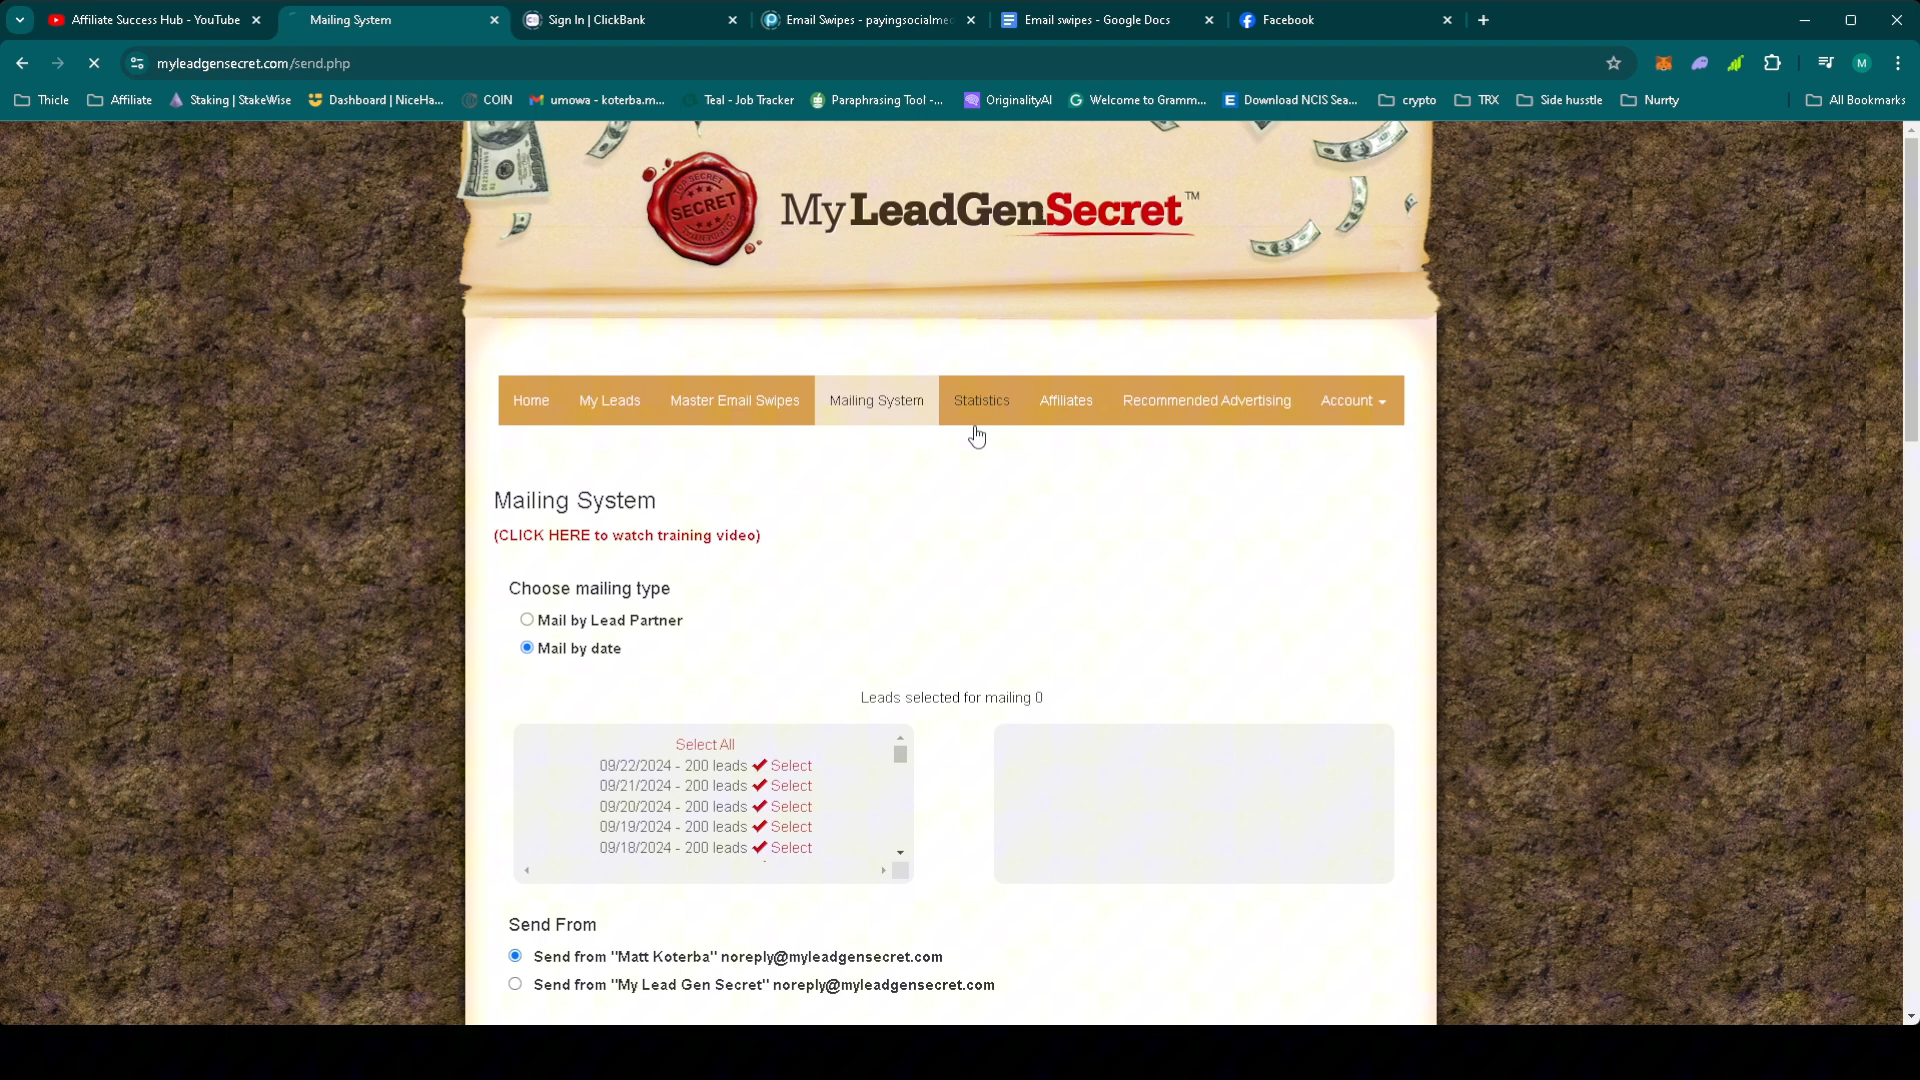 Affiliate Success Hub - YouTube
Mailing System
Sign In | ClickBank
Email Swipes - payingsocialmed
Email swipes - Google Docs
Facebook
myleadgensecret.com/send.php
M
Thicle
Affiliate
Staking | StakeWise
Dashboard | NiceHa...
COIN
umowa - koterba.m...
Teal - Job Tracker
Paraphrasing Tool -...
OriginalityAI
Welcome to Gramm...
Download NCIS Sea...
crypto
TRX
Side husstle
Nurrty
All Bookmarks
SECRET
MyLeadGenSecret™
Home
My Leads
Master Email Swipes
Mailing System
Statistics
Affiliates
Recommended Advertising
Account
Mailing System
(CLICK HERE to watch training video)
Choose mailing type
Mail by Lead Partner
Mail by date
Leads selected for mailing 0
Select All
09/22/2024 - 200 leads Select
09/21/2024 - 200 leads Select
09/20/2024 - 200 leads Select
09/19/2024 - 200 leads Select
09/18/2024 - 200 leads Select
Send From
Send from "Matt Koterba" noreply@myleadgensecret.com
Send from "My Lead Gen Secret" noreply@myleadgensecret.com